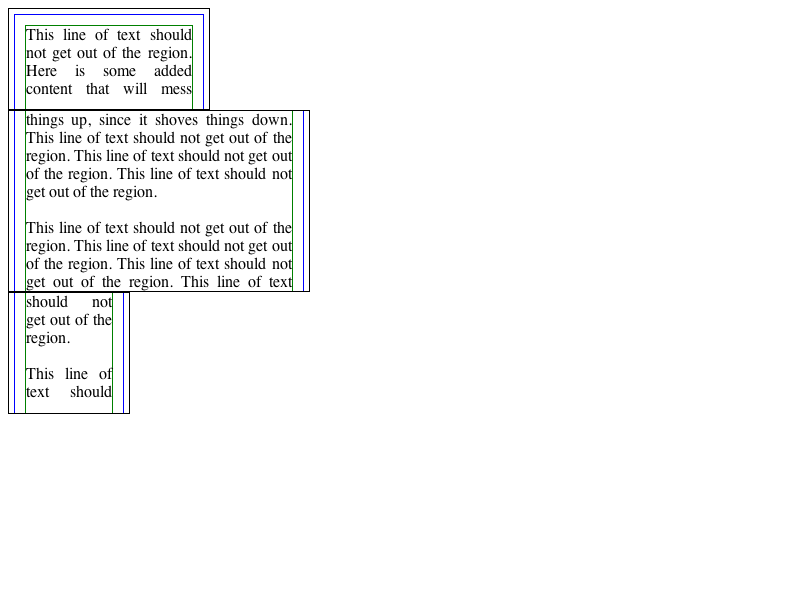 This line of text should
not get out of the region.
Here is some added
content that will mess
things up, since it shoves things down.
This line of text should not get out of the
region. This line of text should not get out
of the region. This line of text should not
get out of the region.
This line of text should not get out of the
region. This line of text should not get out
of the region. This line of text should not
get out of the region. This line of text
should not
get out of the
region.
This line of
text should